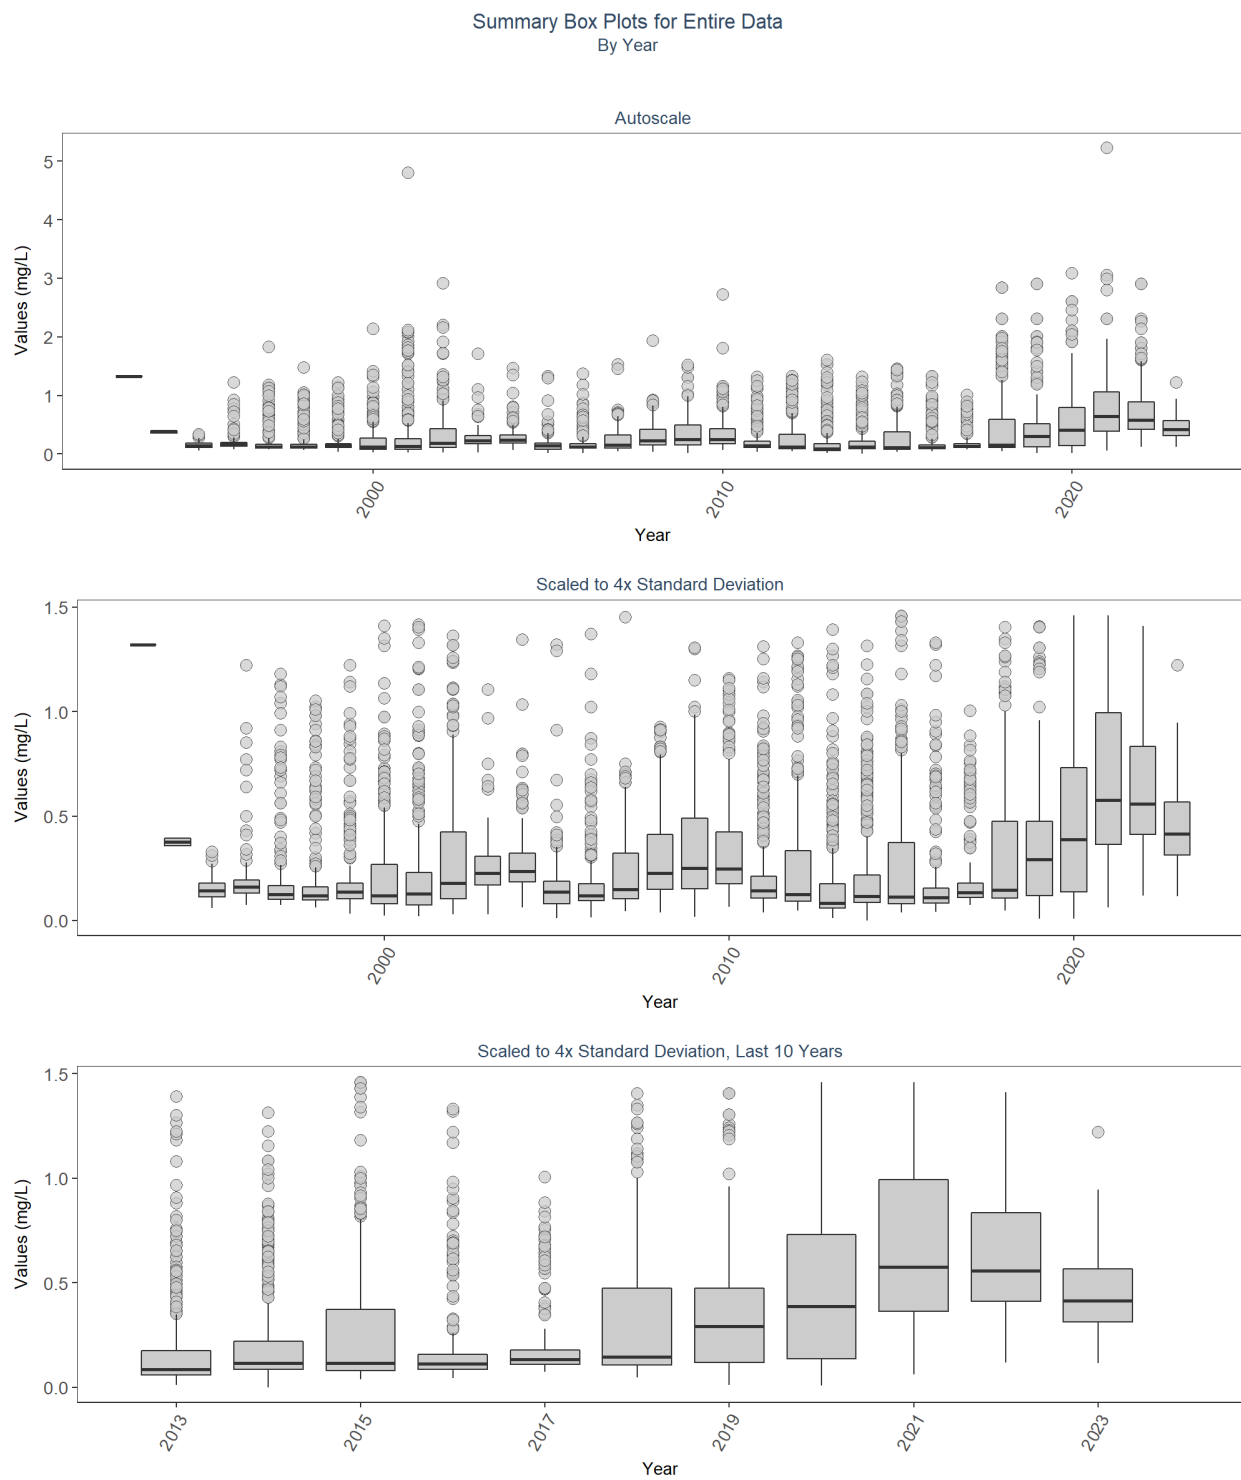 Summary Box Plots for Entire Data
By Year
Autoscale
Values (mg/L)
5
4
3
2
1
0
2000
2010
2020
Year
Scaled to 4x Standard Deviation
Values (mg/L)
1.5
1.0
0.5
0.0
2000
2010
2020
Year
Scaled to 4x Standard Deviation, Last 10 Years
Values (mg/L)
1.5
1.0
0.5
0.0
2013
2015
2017
2019
2021
2023
Year